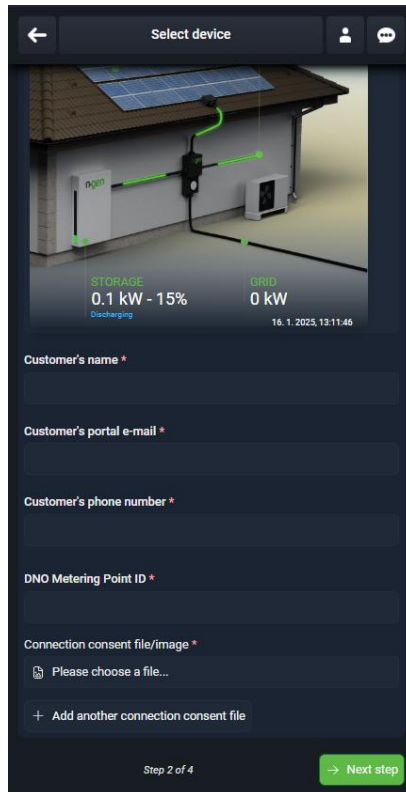 Select device
n·gen
STORAGE
GRID
0.1 kW - 15%
0 kW
Discharging
16. 1. 2025, 13:11:46
Customer's name *
Customer's portal e-mail *
Customer's phone number *
DNO Metering Point ID *
Connection consent file/image *
Please choose a file...
+ Add another connection consent file
Step 2 of 4
→ Next step